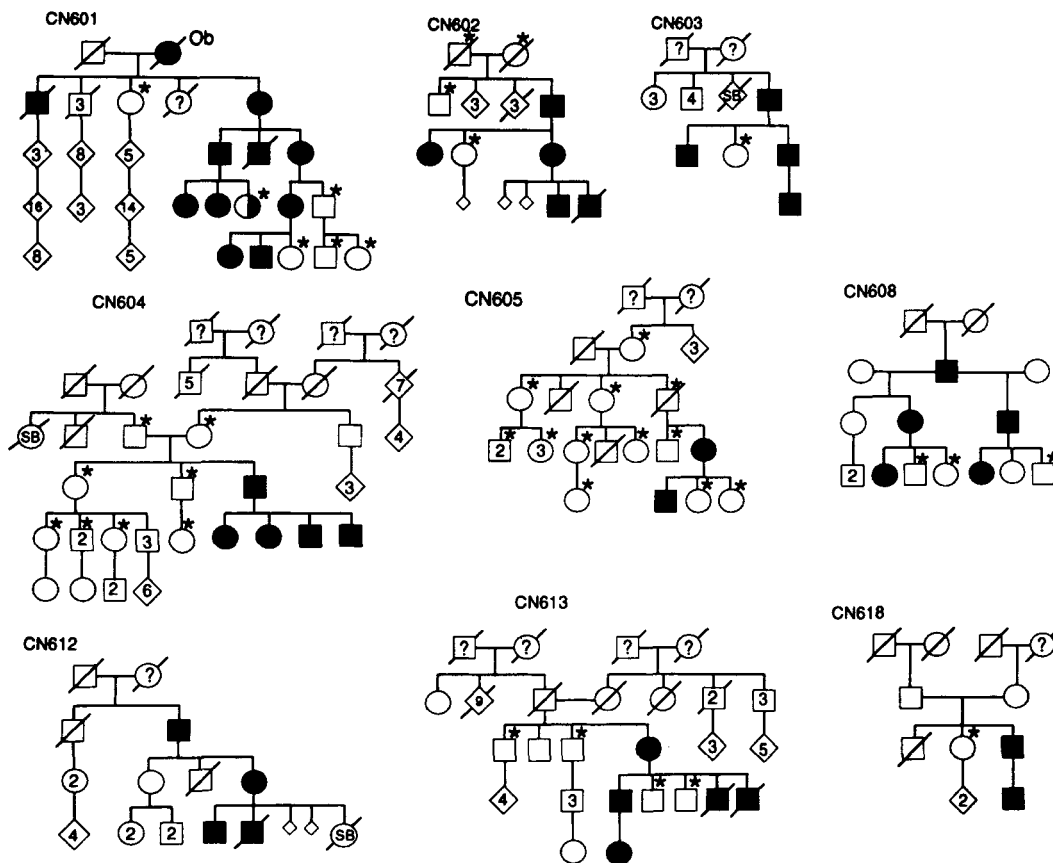 CN601
Ob
3 * ?
3 8 5
* *
16 3 14
* * *
8 5
CN602
* *
* 3 3
*
CN603
? ?
3 4 SB
*
CN604
? ? ? ?
5 7
SB * * 4
* * 3
* * * 3 *
2
2 6
CN605
? ?
* 3
* * *
2* 3* * * *
* *
CN608
2 * * *
CN612
?
2
4 2 2 SB
CN613
? ?
9 2 3
* * 3 5
4 3 * *
CN618
?
*
2